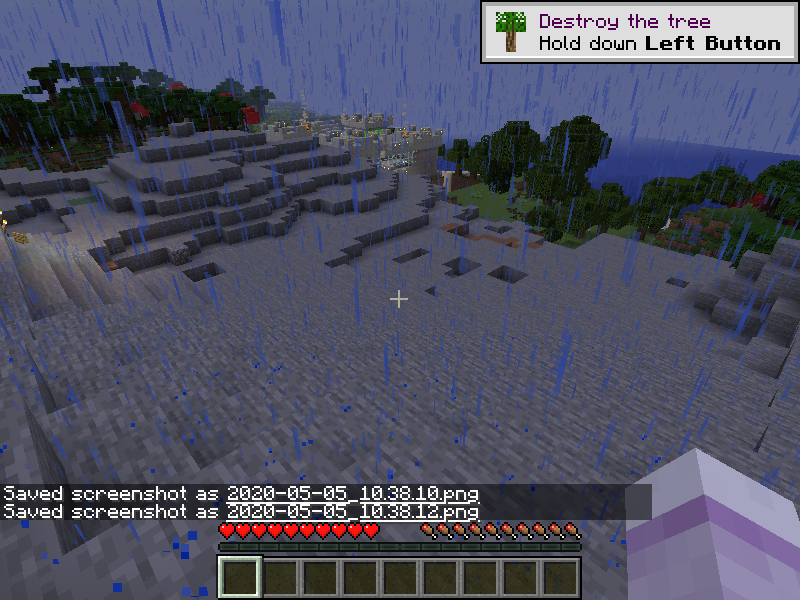 Destroy the tree
Hold down Left Button
Saved screenshot as 2020-05-05_10.38.10.png
Saved screenshot as 2020-05-05_10.38.12.png